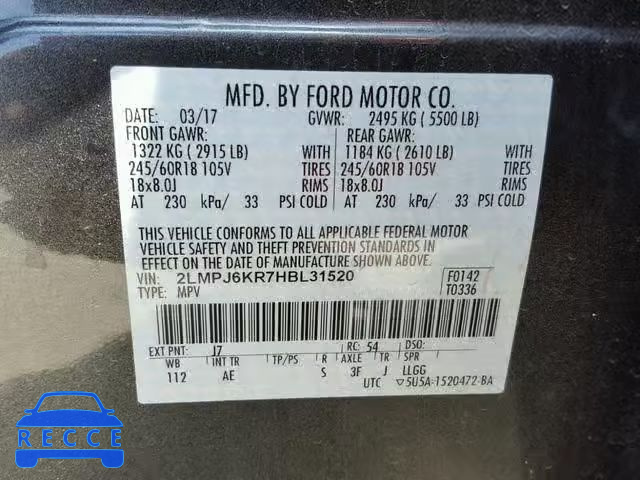 MFD. BY FORD MOTOR CO.
DATE: 03/17 GVWR: 2495 KG ( 5500 LB)
FRONT GAWR: REAR GAWR:
1322 KG ( 2915 LB) WITH 1184 KG ( 2610 LB) WITH
245/60R18 105V TIRES 245/60R18 105V TIRES
18x8.0J RIMS 18x8.0J RIMS
AT 230 kPa/ 33 PSI COLD AT 230 kPa/ 33 PSI COLD
THIS VEHICLE CONFORMS TO ALL APPLICABLE FEDERAL MOTOR
VEHICLE SAFETY AND THEFT PREVENTION STANDARDS IN
EFFECT ON THE DATE OF MANUFACTURE SHOWN ABOVE.
VIN: 2LMPJ6KR7HBL31520 F0142
TYPE: MPV T0336
EXT PNT: J7 RC: 54 DSO:
WB INT TR TP/PS R AXLE TR SPR
112 AE S 3F J LLGG
UTC ▽5U5A-1520472-BA
RECCE